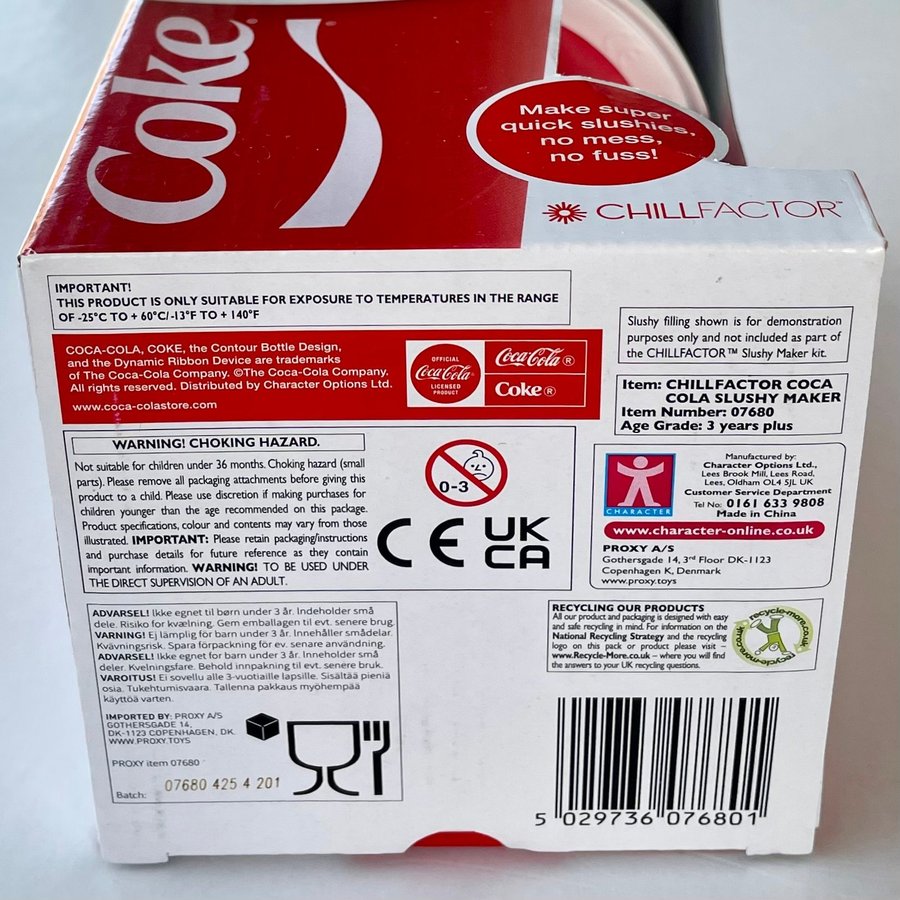 Coke®
Make super
quick slushies,
no mess,
no fuss!
CHILLFACTOR™
IMPORTANT!
THIS PRODUCT IS ONLY SUITABLE FOR EXPOSURE TO TEMPERATURES IN THE RANGE
OF -25°C TO + 60°C/-13°F TO + 140°F
COCA-COLA, COKE, the Contour Bottle Design,
and the Dynamic Ribbon Device are trademarks
of The Coca-Cola Company. ©The Coca-Cola Company.
All rights reserved. Distributed by Character Options Ltd.
www.coca-colastore.com
OFFICIAL
Coca-Cola
LICENSED
PRODUCT
Coca-Cola®
Coke®
Slushy filling shown is for demonstration
purposes only and not included as part of
the CHILLFACTOR™ Slushy Maker kit.
Item: CHILLFACTOR COCA
COLA SLUSHY MAKER
Item Number: 07680
Age Grade: 3 years plus
WARNING! CHOKING HAZARD.
Not suitable for children under 36 months. Choking hazard (small
parts). Please remove all packaging attachments before giving this
product to a child. Please use discretion if making purchases for
children younger than the age recommended on this package.
Product specifications, colour and contents may vary from those
illustrated. IMPORTANT: Please retain packaging/instructions
and purchase details for future reference as they contain
important information. WARNING! TO BE USED UNDER
THE DIRECT SUPERVISION OF AN ADULT.
0-3
CE
UK
CA
CHARACTER
Manufactured by:
Character Options Ltd.,
Lees Brook Mill, Lees Road,
Lees, Oldham OL4 5JL UK
Customer Service Department
Tel No: 0161 633 9808
Made in China
www.character-online.co.uk
PROXY A/S
Gothersgade 14, 3rd Floor DK-1123
Copenhagen K, Denmark
www.proxy.toys
ADVARSEL! Ikke egnet til børn under 3 år. Indeholder små
dele. Risiko for kvælning. Gem emballagen til evt. senere brug.
VARNING! Ej lämplig för barn under 3 år. Innehåller smådelar.
Kvävningsrisk. Spara förpackning för ev. senare användning.
ADVARSEL! Ikke egnet for barn under 3 år. Inneholder små
deler. Kvelningsfare. Behold innpakning til evt. senere bruk.
VAROITUS! Ei sovellu alle 3-vuotiaille lapsille. Sisältää pieniä
osia. Tukehtumisvaara. Tallenna pakkaus myöhempää
käyttöä varten.
IMPORTED BY: PROXY A/S
GOTHERSGADE 14,
DK-1123 COPENHAGEN, DK.
WWW.PROXY.TOYS
PROXY item 07680
Batch: 07680 425 4 201
RECYCLING OUR PRODUCTS
All our product and packaging is designed with easy
and safe recycling in mind. For information on the
National Recycling Strategy and the recycling
logo on this pack or product please visit –
www.Recycle-More.co.uk – where you will find
the answers to your UK recycling questions.
recycle-more.co.uk
recycle-more.co.uk
5 029736 076801